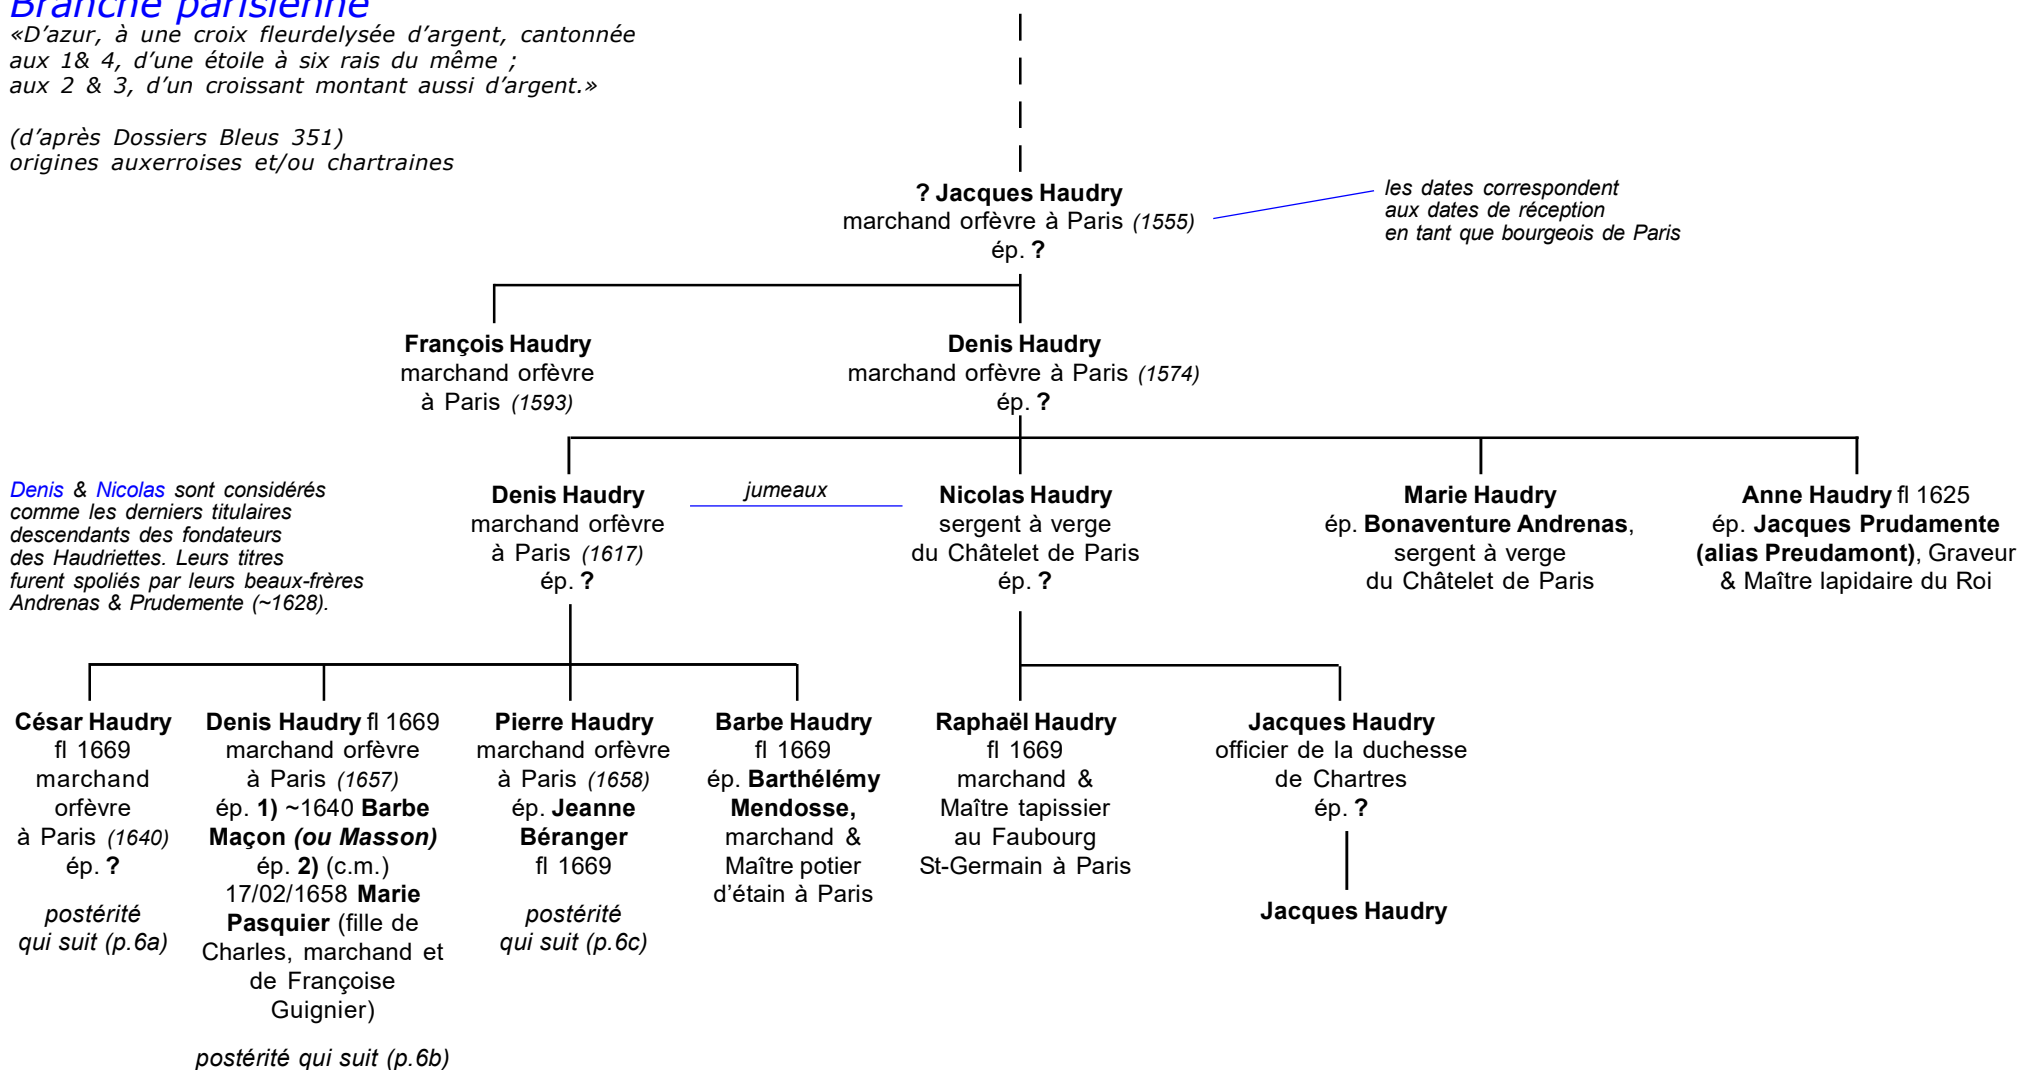 Branche parisienne
«D’azur, à une croix fleurdelysée d’argent, cantonnée
aux 1& 4, d’une étoile à six rais du même ;
aux 2 & 3, d’un croissant montant aussi d’argent.»
(d’après Dossiers Bleus 351)
origines auxerroises et/ou chartraines
? Jacques Haudry
marchand orfèvre à Paris (1555)
ép. ?
les dates correspondent
aux dates de réception
en tant que bourgeois de Paris
François Haudry
marchand orfèvre
à Paris (1593)
Denis Haudry
marchand orfèvre à Paris (1574)
ép. ?
Denis & Nicolas sont considérés
comme les derniers titulaires
descendants des fondateurs
des Haudriettes. Leurs titres
furent spoliés par leurs beaux-frères
Andrenas & Prudemente (~1628).
Denis Haudry
marchand orfèvre
à Paris (1617)
ép. ?
jumeaux
Nicolas Haudry
sergent à verge
du Châtelet de Paris
ép. ?
Marie Haudry
ép. Bonaventure Andrenas,
sergent à verge
du Châtelet de Paris
Anne Haudry fl 1625
ép. Jacques Prudamente
(alias Preudamont), Graveur
& Maître lapidaire du Roi
César Haudry
fl 1669
marchand
orfèvre
à Paris (1640)
ép. ?
postérité
qui suit (p.6a)
Denis Haudry fl 1669
marchand orfèvre
à Paris (1657)
ép. 1) ~1640 Barbe
Maçon (ou Masson)
ép. 2) (c.m.)
17/02/1658 Marie
Pasquier (fille de
Charles, marchand et
de Françoise
Guignier)
postérité qui suit (p.6b)
Pierre Haudry
marchand orfèvre
à Paris (1658)
ép. Jeanne
Béranger
fl 1669
postérité
qui suit (p.6c)
Barbe Haudry
fl 1669
ép. Barthélémy
Mendosse,
marchand &
Maître potier
d’étain à Paris
Raphaël Haudry
fl 1669
marchand &
Maître tapissier
au Faubourg
St-Germain à Paris
Jacques Haudry
officier de la duchesse
de Chartres
ép. ?
Jacques Haudry